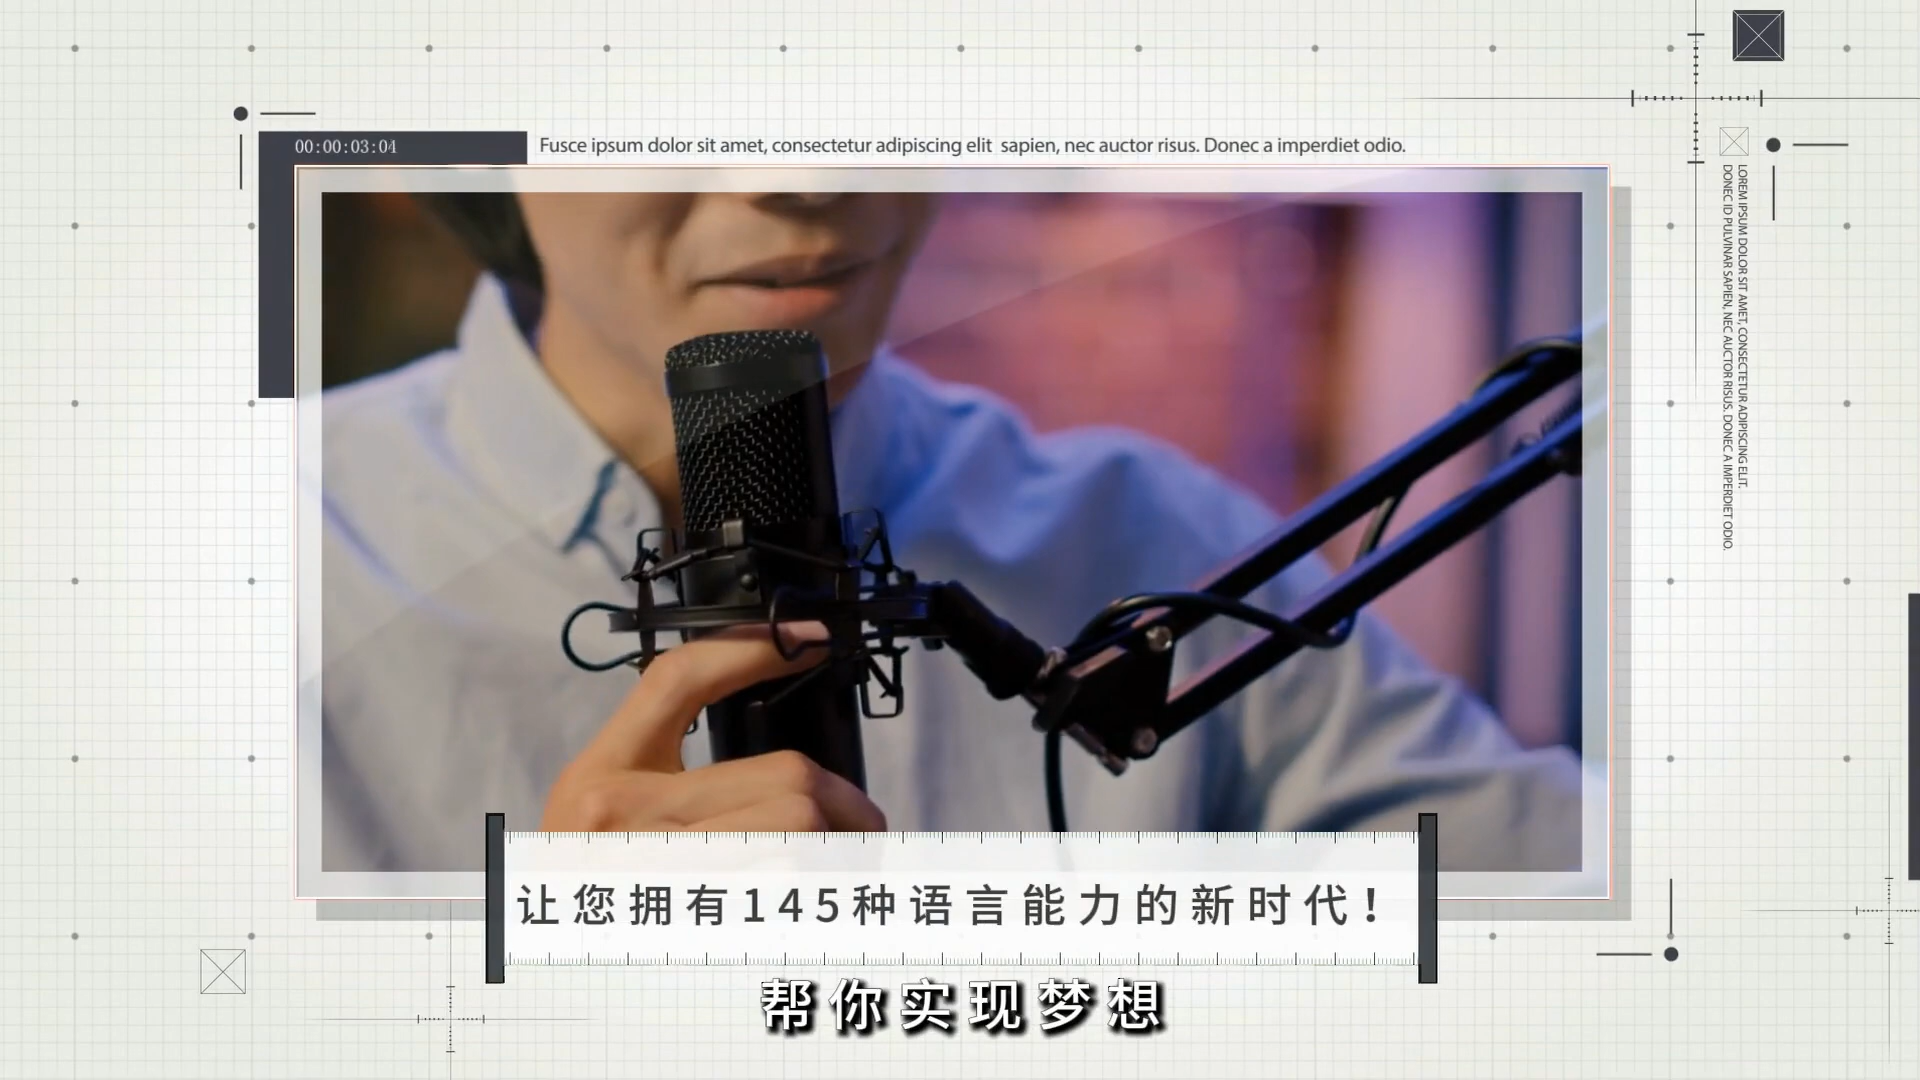 00:00:03:04
Fusce ipsum dolor sit amet, consectetur adipiscing elit sapien, nec auctor risus. Donec a imperdiet odio.
LOREM IPSUM DOLOR SIT AMET, CONSECTETUR ADIPISCING ELIT.
DONEC ID PULVINAR SAPIEN, NEC AUCTOR RISUS. DONEC A IMPERDIET ODIO.
让您拥有145种语言能力的新时代!
帮你实现梦想